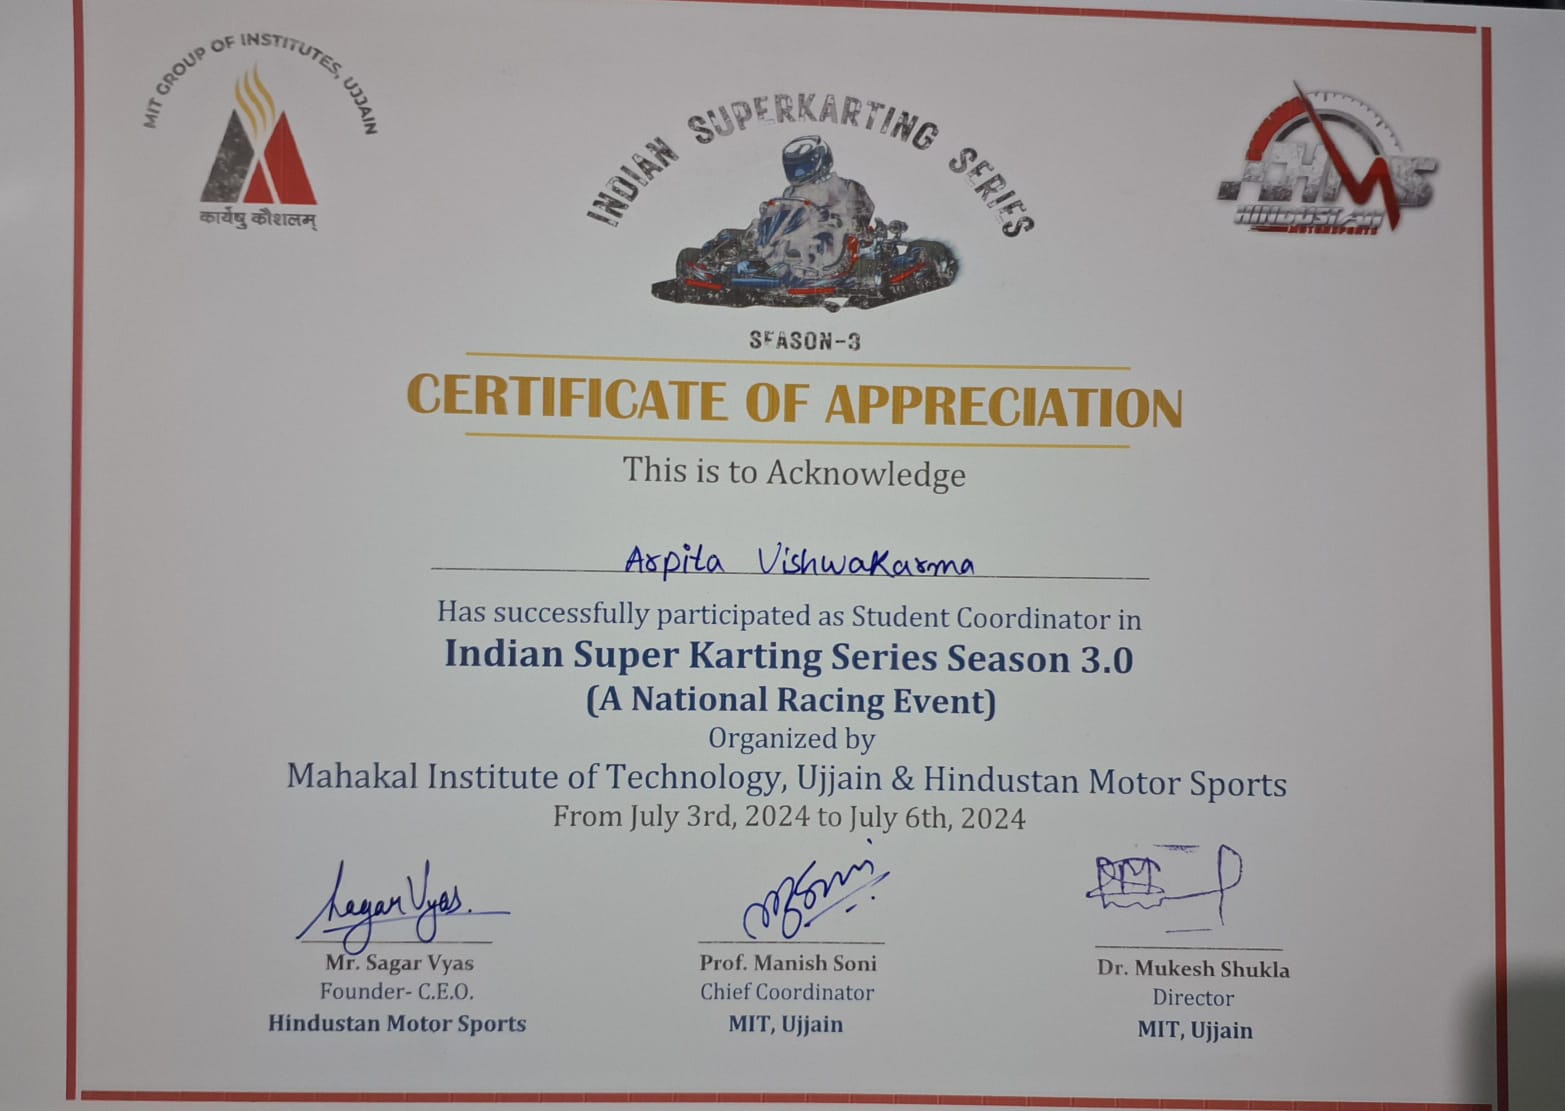 MIT GROUP OF INSTITUTES, UJJAIN
कार्येषु कौशलम्
INDIAN SUPERKARTING SERIES
SEASON-3
HINDUSTAN
MOTORSPORTS
CERTIFICATE OF APPRECIATION
This is to Acknowledge
Arpita Vishwakarma
Has successfully participated as Student Coordinator in
Indian Super Karting Series Season 3.0
(A National Racing Event)
Organized by
Mahakal Institute of Technology, Ujjain & Hindustan Motor Sports
From July 3rd, 2024 to July 6th, 2024
Sagar Vyas.
Mr. Sagar Vyas
Founder- C.E.O.
Hindustan Motor Sports
Prof. Manish Soni
Chief Coordinator
MIT, Ujjain
Dr. Mukesh Shukla
Director
MIT, Ujjain